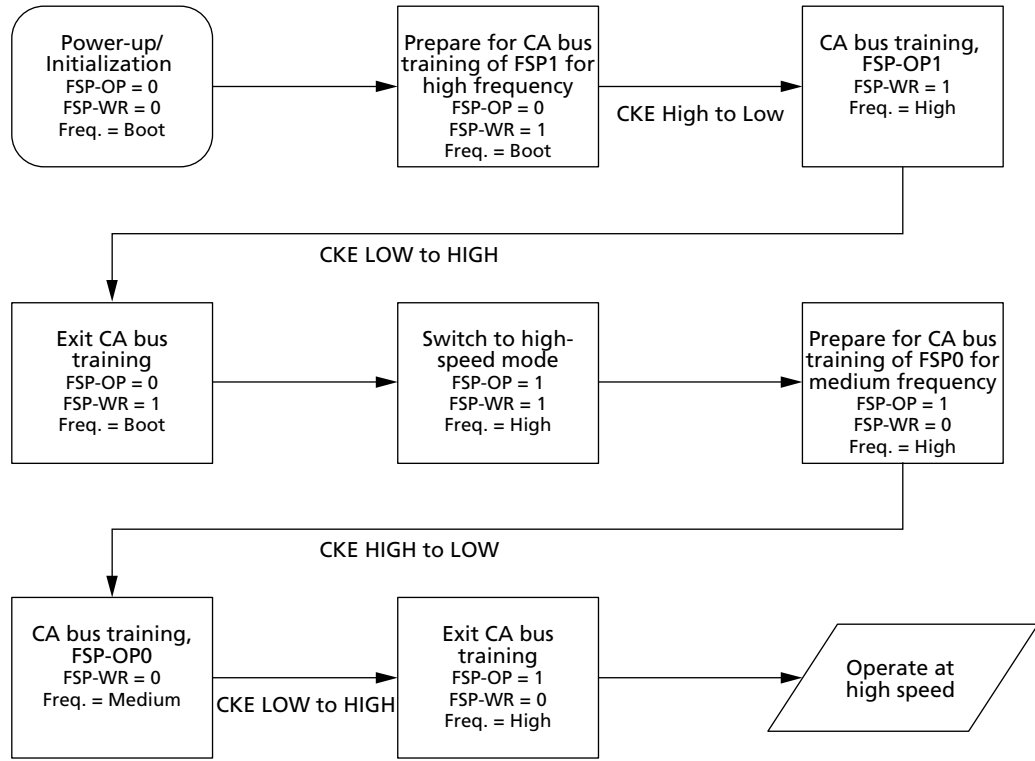 Power-up/
Initialization
FSP-OP = 0
FSP-WR = 0
Freq. = Boot
Prepare for CA bus
training of FSP1 for
high frequency
FSP-OP = 0
FSP-WR = 1
Freq. = Boot
CKE High to Low
CA bus training,
FSP-OP1
FSP-WR = 1
Freq. = High
CKE LOW to HIGH
Exit CA bus
training
FSP-OP = 0
FSP-WR = 1
Freq. = Boot
Switch to high-
speed mode
FSP-OP = 1
FSP-WR = 1
Freq. = High
Prepare for CA bus
training of FSP0 for
medium frequency
FSP-OP = 1
FSP-WR = 0
Freq. = High
CKE HIGH to LOW
CA bus training,
FSP-OP0
FSP-WR = 0
Freq. = Medium
CKE LOW to HIGH
Exit CA bus
training
FSP-OP = 1
FSP-WR = 0
Freq. = High
Operate at
high speed